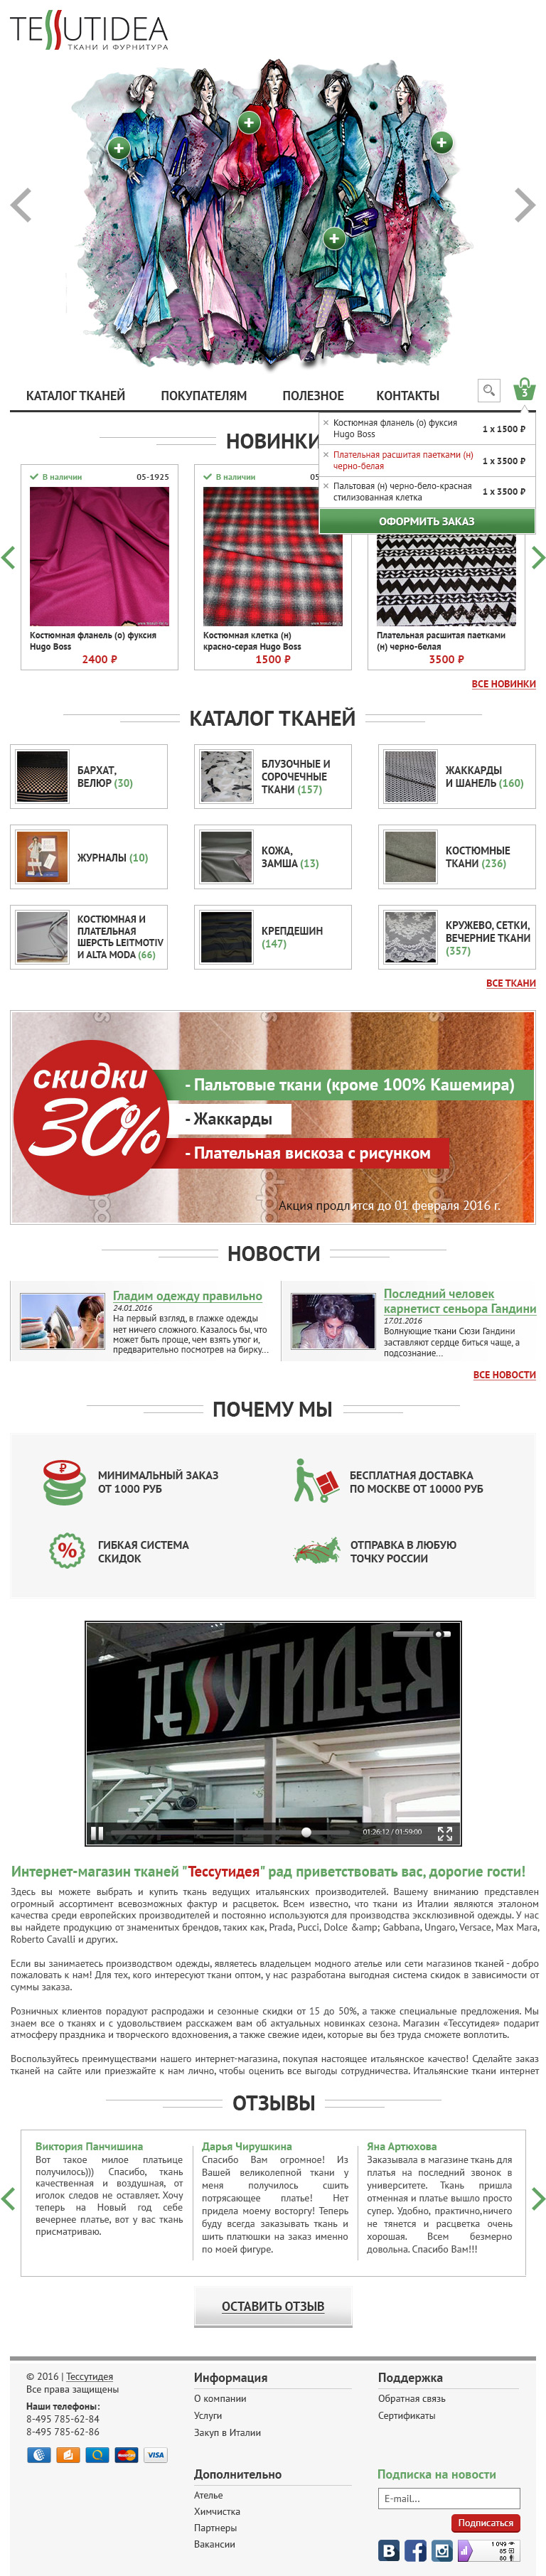 TESSUTIDEA
ТКАНИ И ФУРНИТУРА
КАТАЛОГ ТКАНЕЙ ПОКУПАТЕЛЯМ ПОЛЕЗНОЕ КОНТАКТЫ 3
НОВИНКИ
Костюмная фланель (о) фуксия
Hugo Boss
1 x 1500 ₽
Плательная расшитая паетками (н)
черно-белая
1 x 3500 ₽
Пальтовая (н) черно-бело-красная
стилизованная клетка
1 x 3500 ₽
ОФОРМИТЬ ЗАКАЗ
В наличии 05-1925
Костюмная фланель (о) фуксия
Hugo Boss
2400 ₽
В наличии 05
Костюмная клетка (н)
красно-серая Hugo Boss
1500 ₽
Плательная расшитая паетками
(н) черно-белая
3500 ₽
ВСЕ НОВИНКИ
КАТАЛОГ ТКАНЕЙ
БАРХАТ,
ВЕЛЮР (30)
БЛУЗОЧНЫЕ И
СОРОЧЕЧНЫЕ
ТКАНИ (157)
ЖАККАРДЫ
И ШАНЕЛЬ (160)
ЖУРНАЛЫ (10)
КОЖА,
ЗАМША (13)
КОСТЮМНЫЕ
ТКАНИ (236)
КОСТЮМНАЯ И
ПЛАТЕЛЬНАЯ
ШЕРСТЬ LEITMOTIV
И ALTA MODA (66)
КРЕПДЕШИН
(147)
КРУЖЕВО, СЕТКИ,
ВЕЧЕРНИЕ ТКАНИ
(357)
ВСЕ ТКАНИ
скидки
30%
- Пальтовые ткани (кроме 100% Кашемира)
- Жаккарды
- Плательная вискоза с рисунком
Акция продлится до 01 февраля 2016 г.
НОВОСТИ
Гладим одежду правильно
24.01.2016
На первый взгляд, в глажке одежды
нет ничего сложного. Казалось бы, что
может быть проще, чем взять утюг и,
предварительно посмотрев на бирку...
Последний человек
карнетист сеньора Гандини
17.01.2016
Волнующие ткани Сюзи Гандини
заставляют сердце биться чаще, а
подсознание...
ВСЕ НОВОСТИ
ПОЧЕМУ МЫ
МИНИМАЛЬНЫЙ ЗАКАЗ
ОТ 1000 РУБ
БЕСПЛАТНАЯ ДОСТАВКА
ПО МОСКВЕ ОТ 10000 РУБ
ГИБКАЯ СИСТЕМА
СКИДОК
ОТПРАВКА В ЛЮБУЮ
ТОЧКУ РОССИИ
TESSUTИДЕЯ
01:26:12 / 01:59:00
Интернет-магазин тканей "Тессутидея" рад приветствовать вас, дорогие гости!
Здесь вы можете выбрать и купить ткань ведущих итальянских производителей. Вашему вниманию представлен
огромный ассортимент всевозможных фактур и расцветок. Всем известно, что ткани из Италии являются эталоном
качества среди европейских производителей и постоянно используются для производства эксклюзивной одежды. У нас
вы найдете продукцию от знаменитых брендов, таких как, Prada, Pucci, Dolce &amp; Gabbana, Ungaro, Versace, Max Mara,
Roberto Cavalli и других.
Если вы занимаетесь производством одежды, являетесь владельцем модного ателье или сети магазинов тканей - добро
пожаловать к нам! Для тех, кого интересуют ткани оптом, у нас разработана выгодная система скидок в зависимости от
суммы заказа.
Розничных клиентов порадуют распродажи и сезонные скидки от 15 до 50%, а также специальные предложения. Мы
знаем все о тканях и с удовольствием расскажем вам об актуальных новинках сезона. Магазин «Тессутидея» подарит
атмосферу праздника и творческого вдохновения, а также свежие идеи, которые вы без труда сможете воплотить.
Воспользуйтесь преимуществами нашего интернет-магазина, покупая настоящее итальянское качество! Сделайте заказ
тканей на сайте или приезжайте к нам лично, чтобы оценить все выгоды сотрудничества. Итальянские ткани интернет
ОТЗЫВЫ
Виктория Панчишина
Вот такое милое платьице
получилось))) Спасибо, ткань
качественная и воздушная, от
иголок следов не оставляет. Хочу
теперь на Новый год себе
вечернее платье, вот у вас ткань
присматриваю.
Дарья Чирушкина
Спасибо Вам огромное! Из
Вашей великолепной ткани у
меня получилось сшить
потрясающее платье! Нет
придела моему восторгу! Теперь
буду всегда заказывать ткань и
шить платюшки на заказ именно
по моей фигуре.
Яна Артюхова
Заказывала в магазине ткань для
платья на последний звонок в
университете. Ткань пришла
отменная и платье вышло просто
супер. Удобно, практично,ничего
не тянется и расцветка очень
хорошая. Всем безмерно
довольна. Спасибо Вам!!!
ОСТАВИТЬ ОТЗЫВ
© 2016 | Тессутидея
Все права защищены
Наши телефоны:
8-495 785-62-84
8-495 785-62-86
MasterCard VISA
Информация
О компании
Услуги
Закуп в Италии
Поддержка
Обратная связь
Сертификаты
Дополнительно
Ателье
Химчистка
Партнеры
Вакансии
Подписка на новости
E-mail...
Подписаться
1 049
85
60